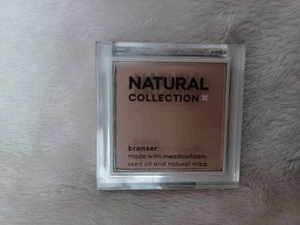 NATURAL
COLLECTION
bronzer
made with meadowfoam
seed oil and natural mica